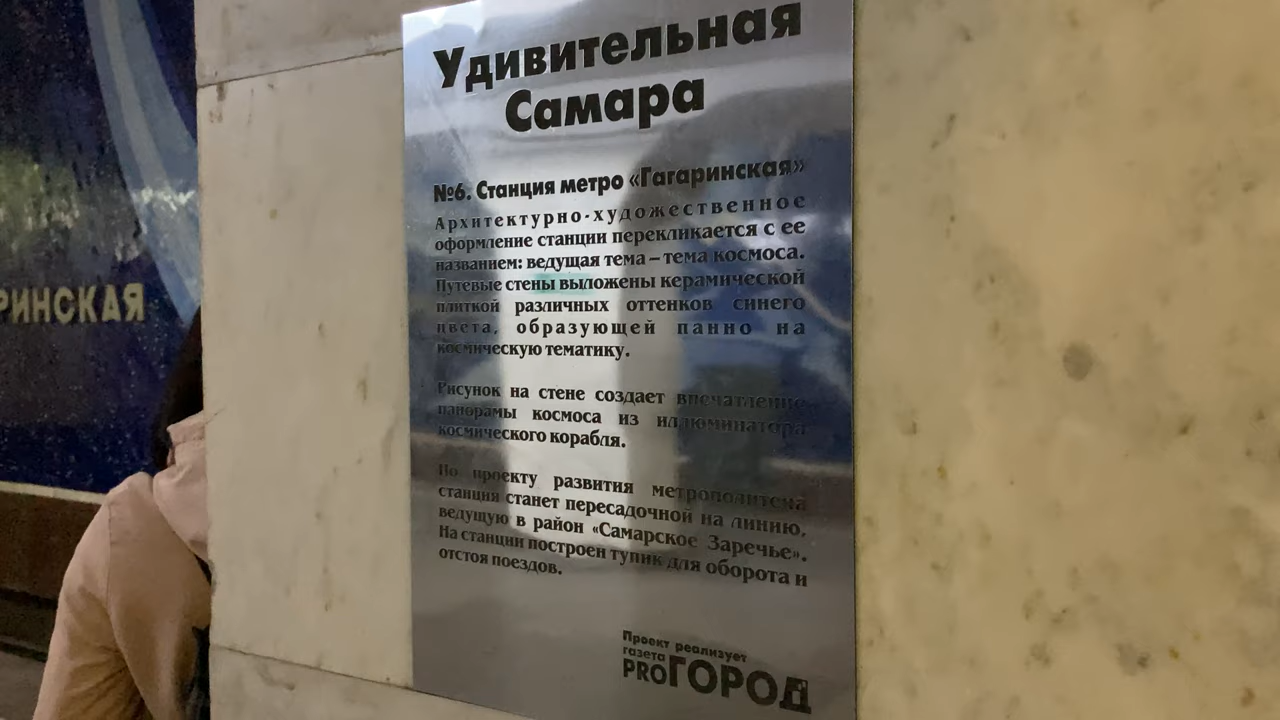 Удивительная
Самара
№6. Станция метро «Гагаринская»
Архитектурно-художественное
оформление станции перекликается с ее
названием: ведущая тема – тема космоса.
Путевые стены выложены керамической
плиткой различных оттенков синего
цвета, образующей панно на
космическую тематику.
Рисунок на стене создает впечатление
панорамы космоса из иллюминатора
космического корабля.
По проекту развития метрополитена
станция станет пересадочной на линию,
ведущую в район «Самарское Заречье».
На станции построен тупик для оборота и
отстоя поездов.
Проект реализует
газета
PROГОРОД
РИНСКАЯ